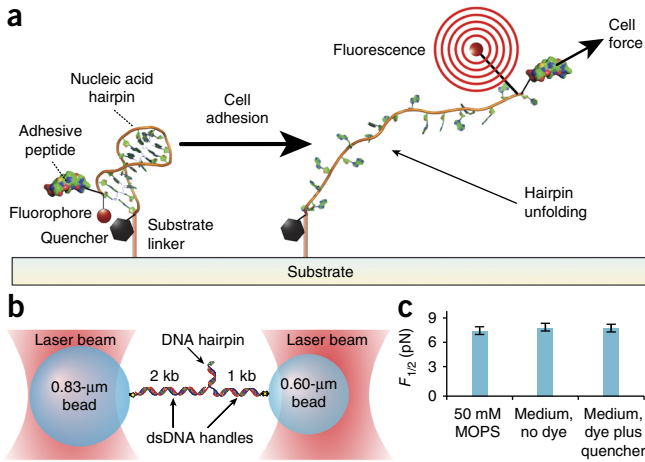 a
Fluorescence
Cell
force
Nucleic acid
hairpin
Cell
adhesion
Adhesive
peptide
Fluorophore
Quencher
Substrate
linker
Hairpin
unfolding
Substrate
b
Laser beam
DNA hairpin
Laser beam
2 kb
1 kb
0.83-μm
bead
0.60-μm
bead
dsDNA handles
c
F1/2 (pN)
9
6
3
0
50 mM
MOPS
Medium,
no dye
Medium,
dye plus
quencher